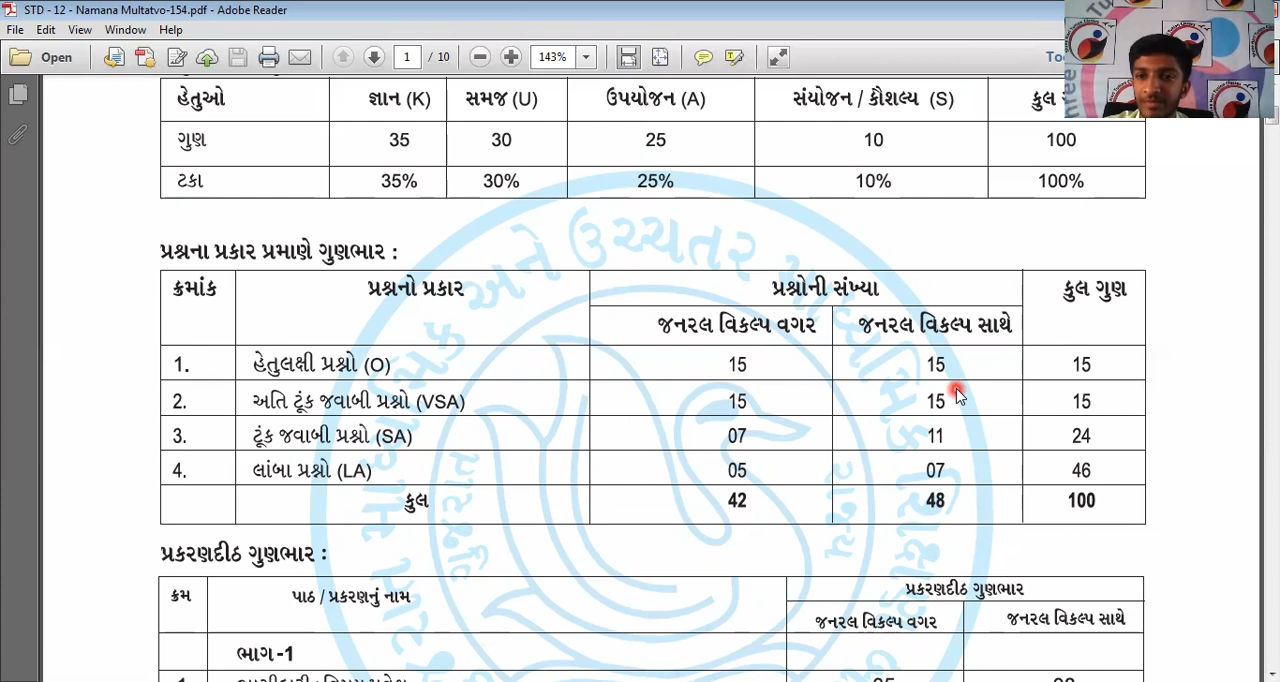 STD - 12 - Namana Multatvo-154.pdf - Adobe Reader
File Edit View Window Help
Open 1 / 10 143%
હેતુઓ જ્ઞાન (K) સમજ (U) ઉપયોજન (A) સંયોજન / કૌશલ્ય (S) કુલ
ગુણ 35 30 25 10 100
ટકા 35% 30% 25% 10% 100%
પ્રશ્નના પ્રકાર પ્રમાણે ગુણભાર :
ક્રમાંક પ્રશ્નનો પ્રકાર પ્રશ્નોની સંખ્યા કુલ ગુણ
જનરલ વિકલ્પ વગર જનરલ વિકલ્પ સાથે
1. હેતુલક્ષી પ્રશ્નો (O) 15 15 15
2. અતિ ટૂંક જવાબી પ્રશ્નો (VSA) 15 15 15
3. ટૂંક જવાબી પ્રશ્નો (SA) 07 11 24
4. લાંબા પ્રશ્નો (LA) 05 07 46
કુલ 42 48 100
પ્રકરણદીઠ ગુણભાર :
ક્રમ પાઠ / પ્રકરણનું નામ પ્રકરણદીઠ ગુણભાર
જનરલ વિકલ્પ વગર જનરલ વિકલ્પ સાથે
ભાગ-1